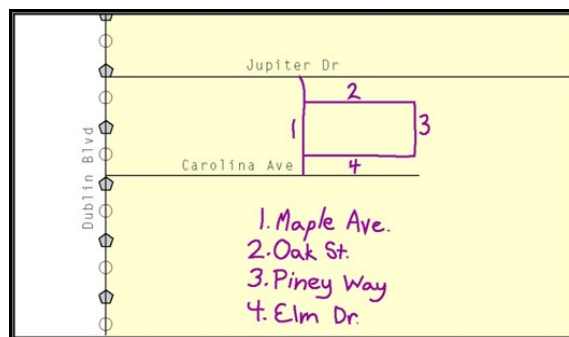 Jupiter Dr
2
1
3
Carolina Ave
4
Dublin Blvd
1. Maple Ave.
2. Oak St.
3. Piney Way
4. Elm Dr.